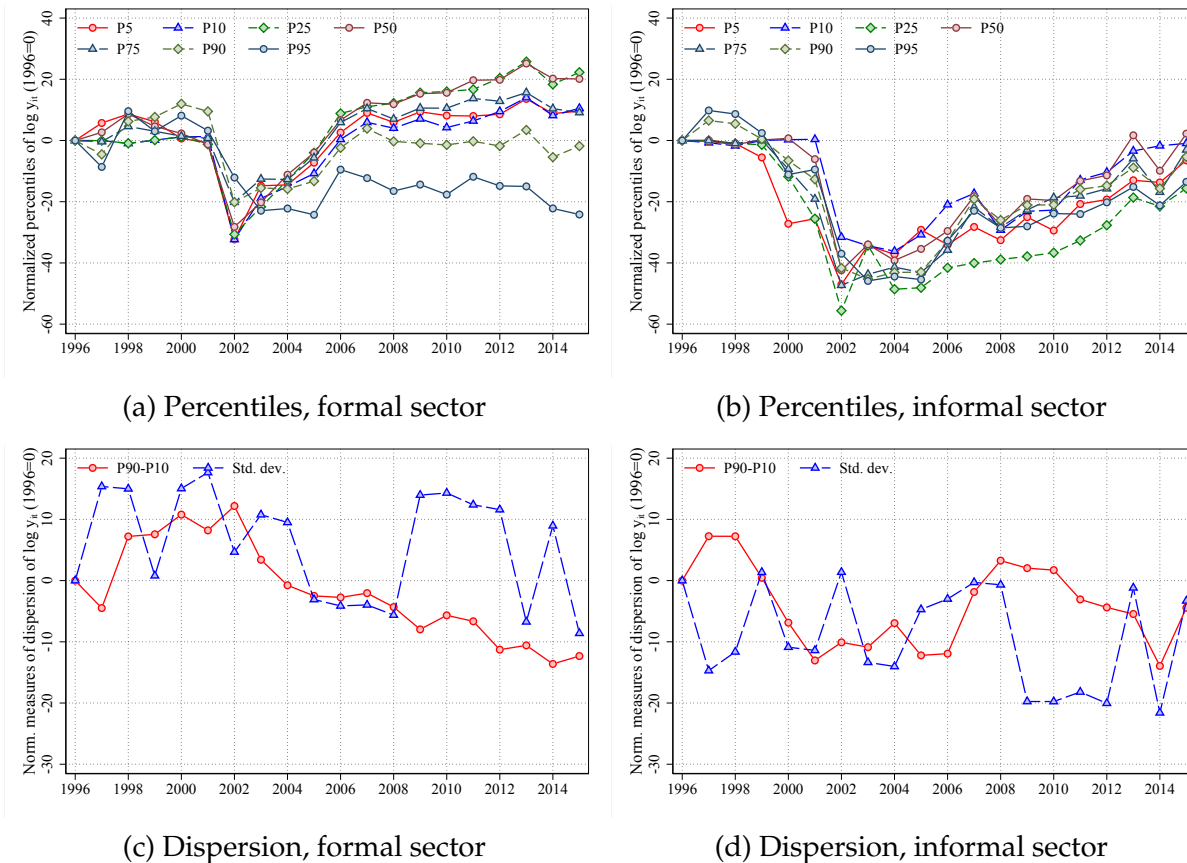 Normalized percentiles of log yᵢₜ (1996=0)
40
20
0
-20
-40
-60
P5 P10 P25 P50
P75 P90 P95
1996 1998 2000 2002 2004 2006 2008 2010 2012 2014
(a) Percentiles, formal sector
Normalized percentiles of log yᵢₜ (1996=0)
40
20
0
-20
-40
-60
P5 P10 P25 P50
P75 P90 P95
1996 1998 2000 2002 2004 2006 2008 2010 2012 2014
(b) Percentiles, informal sector
Norm. measures of dispersion of log yᵢₜ (1996=0)
20
10
0
-10
-20
-30
P90-P10 Std. dev.
1996 1998 2000 2002 2004 2006 2008 2010 2012 2014
(c) Dispersion, formal sector
Norm. measures of dispersion of log yᵢₜ (1996=0)
20
10
0
-10
-20
-30
P90-P10 Std. dev.
1996 1998 2000 2002 2004 2006 2008 2010 2012 2014
(d) Dispersion, informal sector